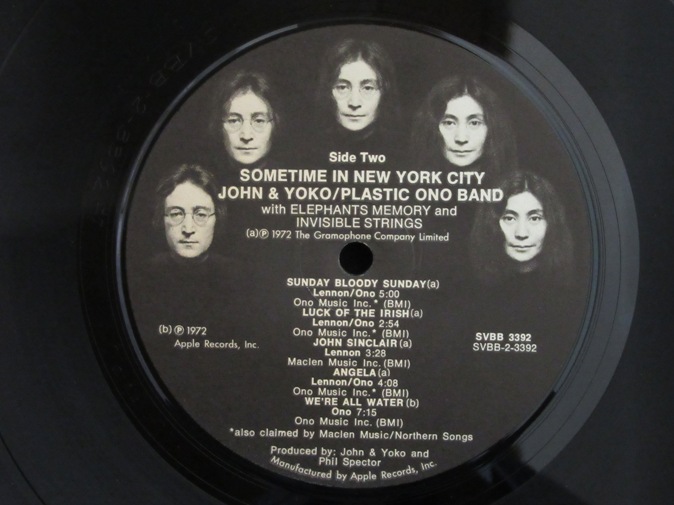 Side Two
SOMETIME IN NEW YORK CITY
JOHN & YOKO/PLASTIC ONO BAND
with ELEPHANTS MEMORY and
INVISIBLE STRINGS
(a)Ⓟ 1972 The Gramophone Company Limited
SUNDAY BLOODY SUNDAY(a)
Lennon/Ono 5:00
Ono Music Inc.* (BMI)
LUCK OF THE IRISH(a)
Lennon/Ono 2:54
Ono Music Inc.* (BMI)
JOHN SINCLAIR(a)
Lennon 3:28
Maclen Music Inc.(BMI)
ANGELA(a)
Lennon/Ono 4:08
Ono Music Inc.* (BMI)
WE'RE ALL WATER(b)
Ono 7:15
Ono Music Inc. (BMI)
(b)Ⓟ1972
Apple Records, Inc.
SVBB 3392
SVBB-2-3392
*also claimed by Maclen Music/Northern Songs
Produced by: John & Yoko and
Phil Spector
Manufactured by Apple Records, Inc.